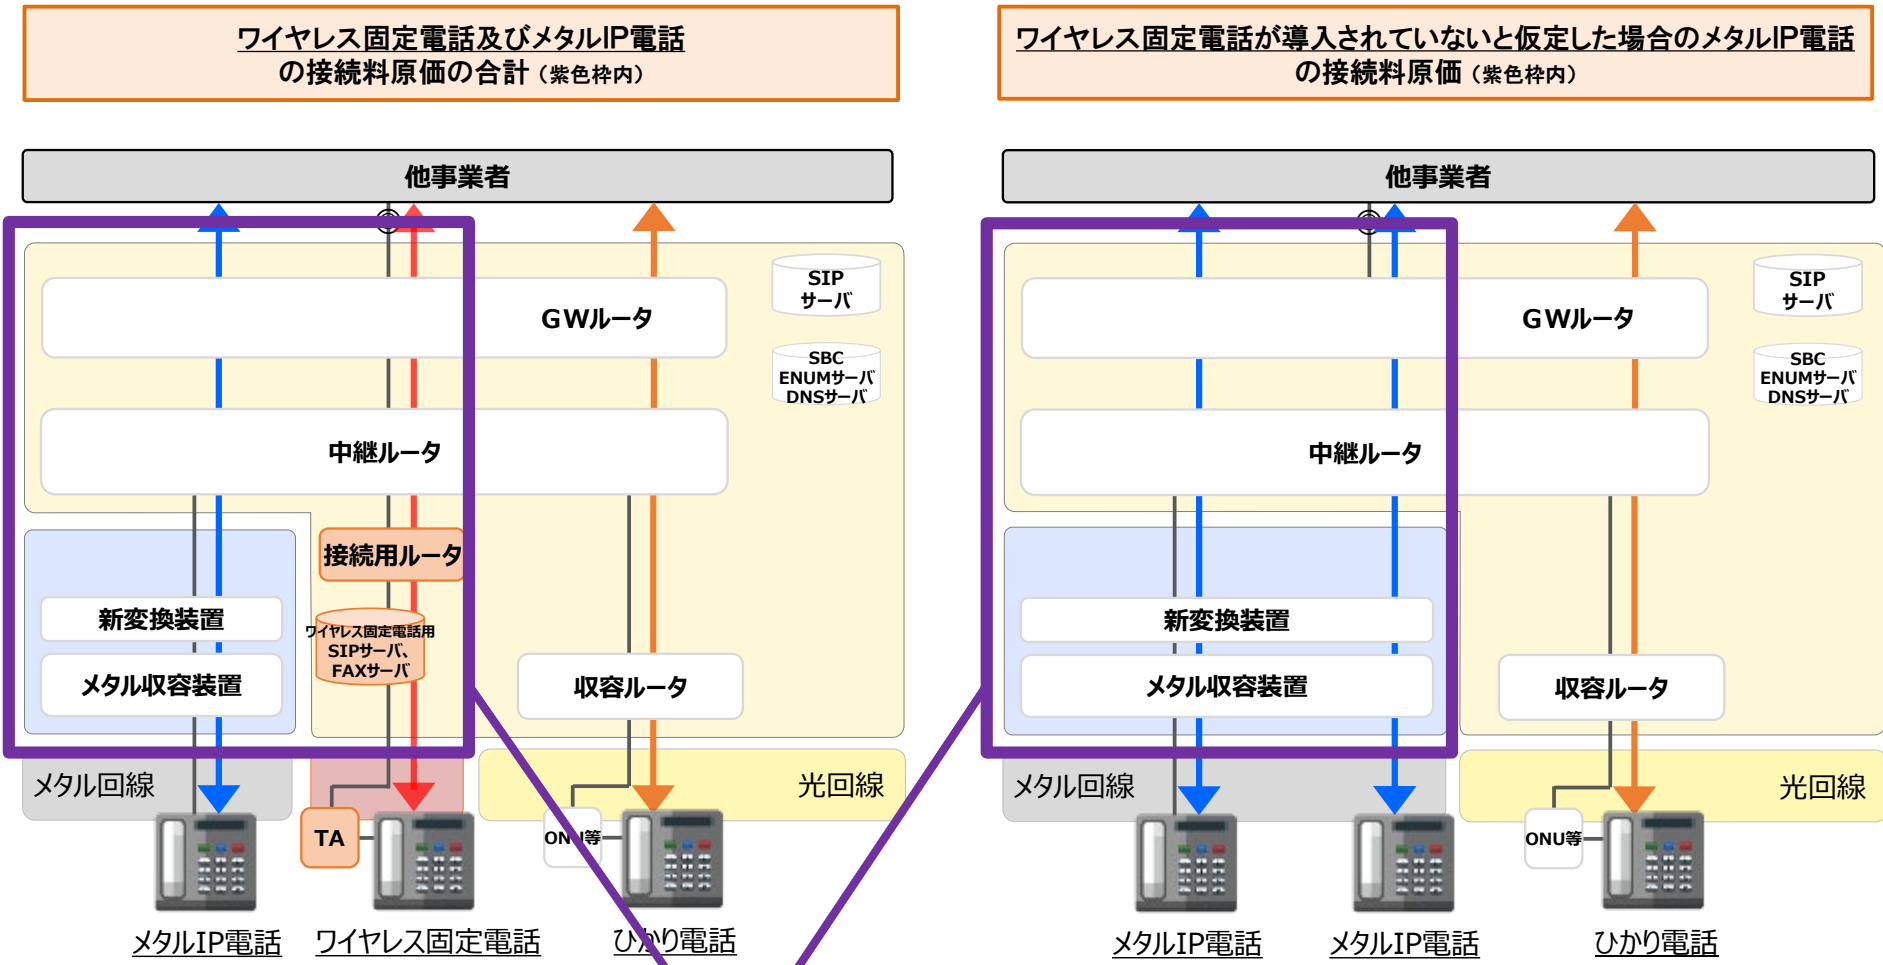 ワイヤレス固定電話及びメタルIP電話
の接続料原価の合計（紫色枠内）
他事業者
GWルータ
SIP
サーバ
SBC
ENUMサーバ
DNSサーバ
中継ルータ
接続用ルータ
新変換装置
ワイヤレス固定電話用
SIPサーバ、
FAXサーバ
メタル収容装置
収容ルータ
メタル回線
光回線
TA
ONU等
メタルIP電話
ワイヤレス固定電話
ひかり電話
ワイヤレス固定電話が導入されていないと仮定した場合のメタルIP電話
の接続料原価（紫色枠内）
他事業者
GWルータ
SIP
サーバ
SBC
ENUMサーバ
DNSサーバ
中継ルータ
新変換装置
メタル収容装置
収容ルータ
メタル回線
光回線
ONU等
メタルIP電話
メタルIP電話
ひかり電話